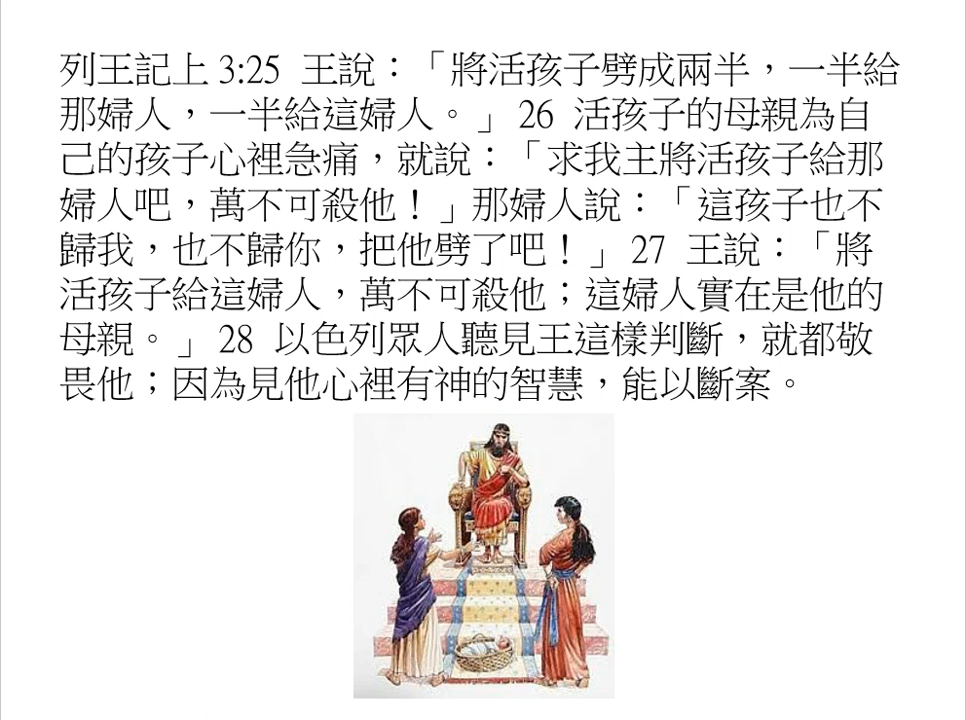 列王記上 3:25 王說：「將活孩子劈成兩半，一半給
那婦人，一半給這婦人。」 26 活孩子的母親為自
己的孩子心裡急痛，就說：「求我主將活孩子給那
婦人吧，萬不可殺他！」那婦人說：「這孩子也不
歸我，也不歸你，把他劈了吧！」 27 王說：「將
活孩子給這婦人，萬不可殺他；這婦人實在是他的
母親。」 28 以色列眾人聽見王這樣判斷，就都敬
畏他；因為見他心裡有神的智慧，能以斷案。